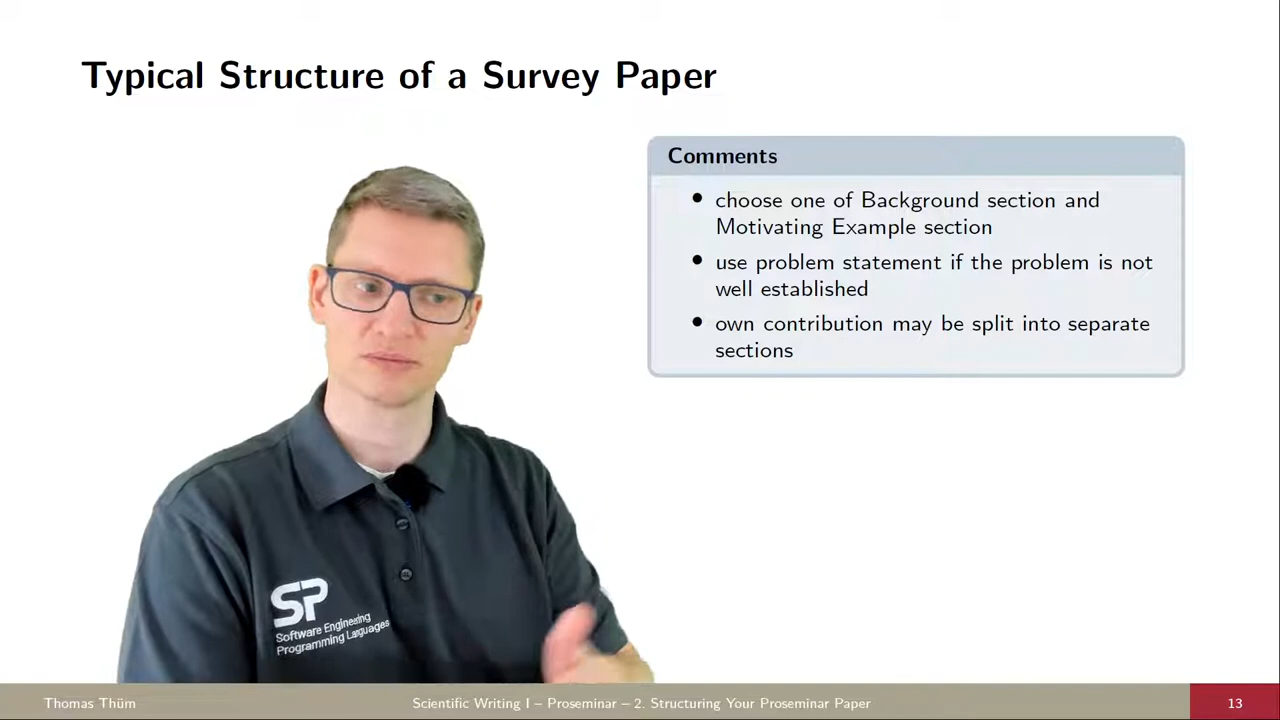 Typical Structure of a Survey Paper
Comments
• choose one of Background section and
Motivating Example section
• use problem statement if the problem is not
well established
• own contribution may be split into separate
sections
SP
Software Engineering
Programming Languages
Thomas Thüm
Scientific Writing I – Proseminar – 2. Structuring Your Proseminar Paper
13